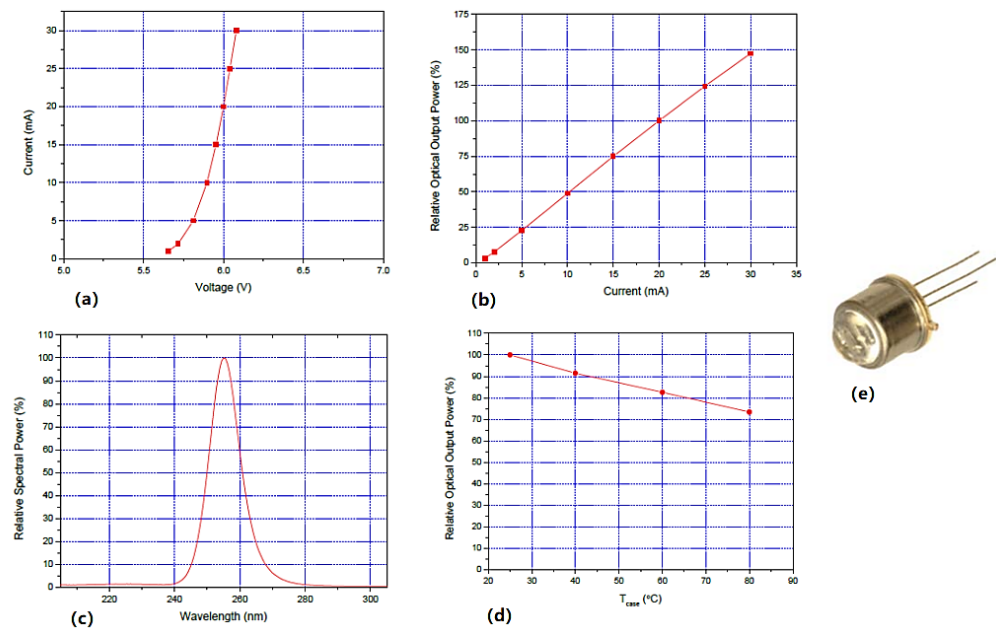 Current (mA)
30
25
20
15
10
5
0
5.0 5.5 6.0 6.5 7.0
Voltage (V)
(a)
Relative Optical Output Power (%)
175
150
125
100
75
50
25
0
0 5 10 15 20 25 30 35
Current (mA)
(b)
Relative Spectral Power (%)
110
100
90
80
70
60
50
40
30
20
10
0
220 240 260 280 300
Wavelength (nm)
(c)
Relative Optical Output Power (%)
110
100
90
80
70
60
50
40
30
20
10
0
20 30 40 50 60 70 80 90
Tcase (ºC)
(d)
(e)